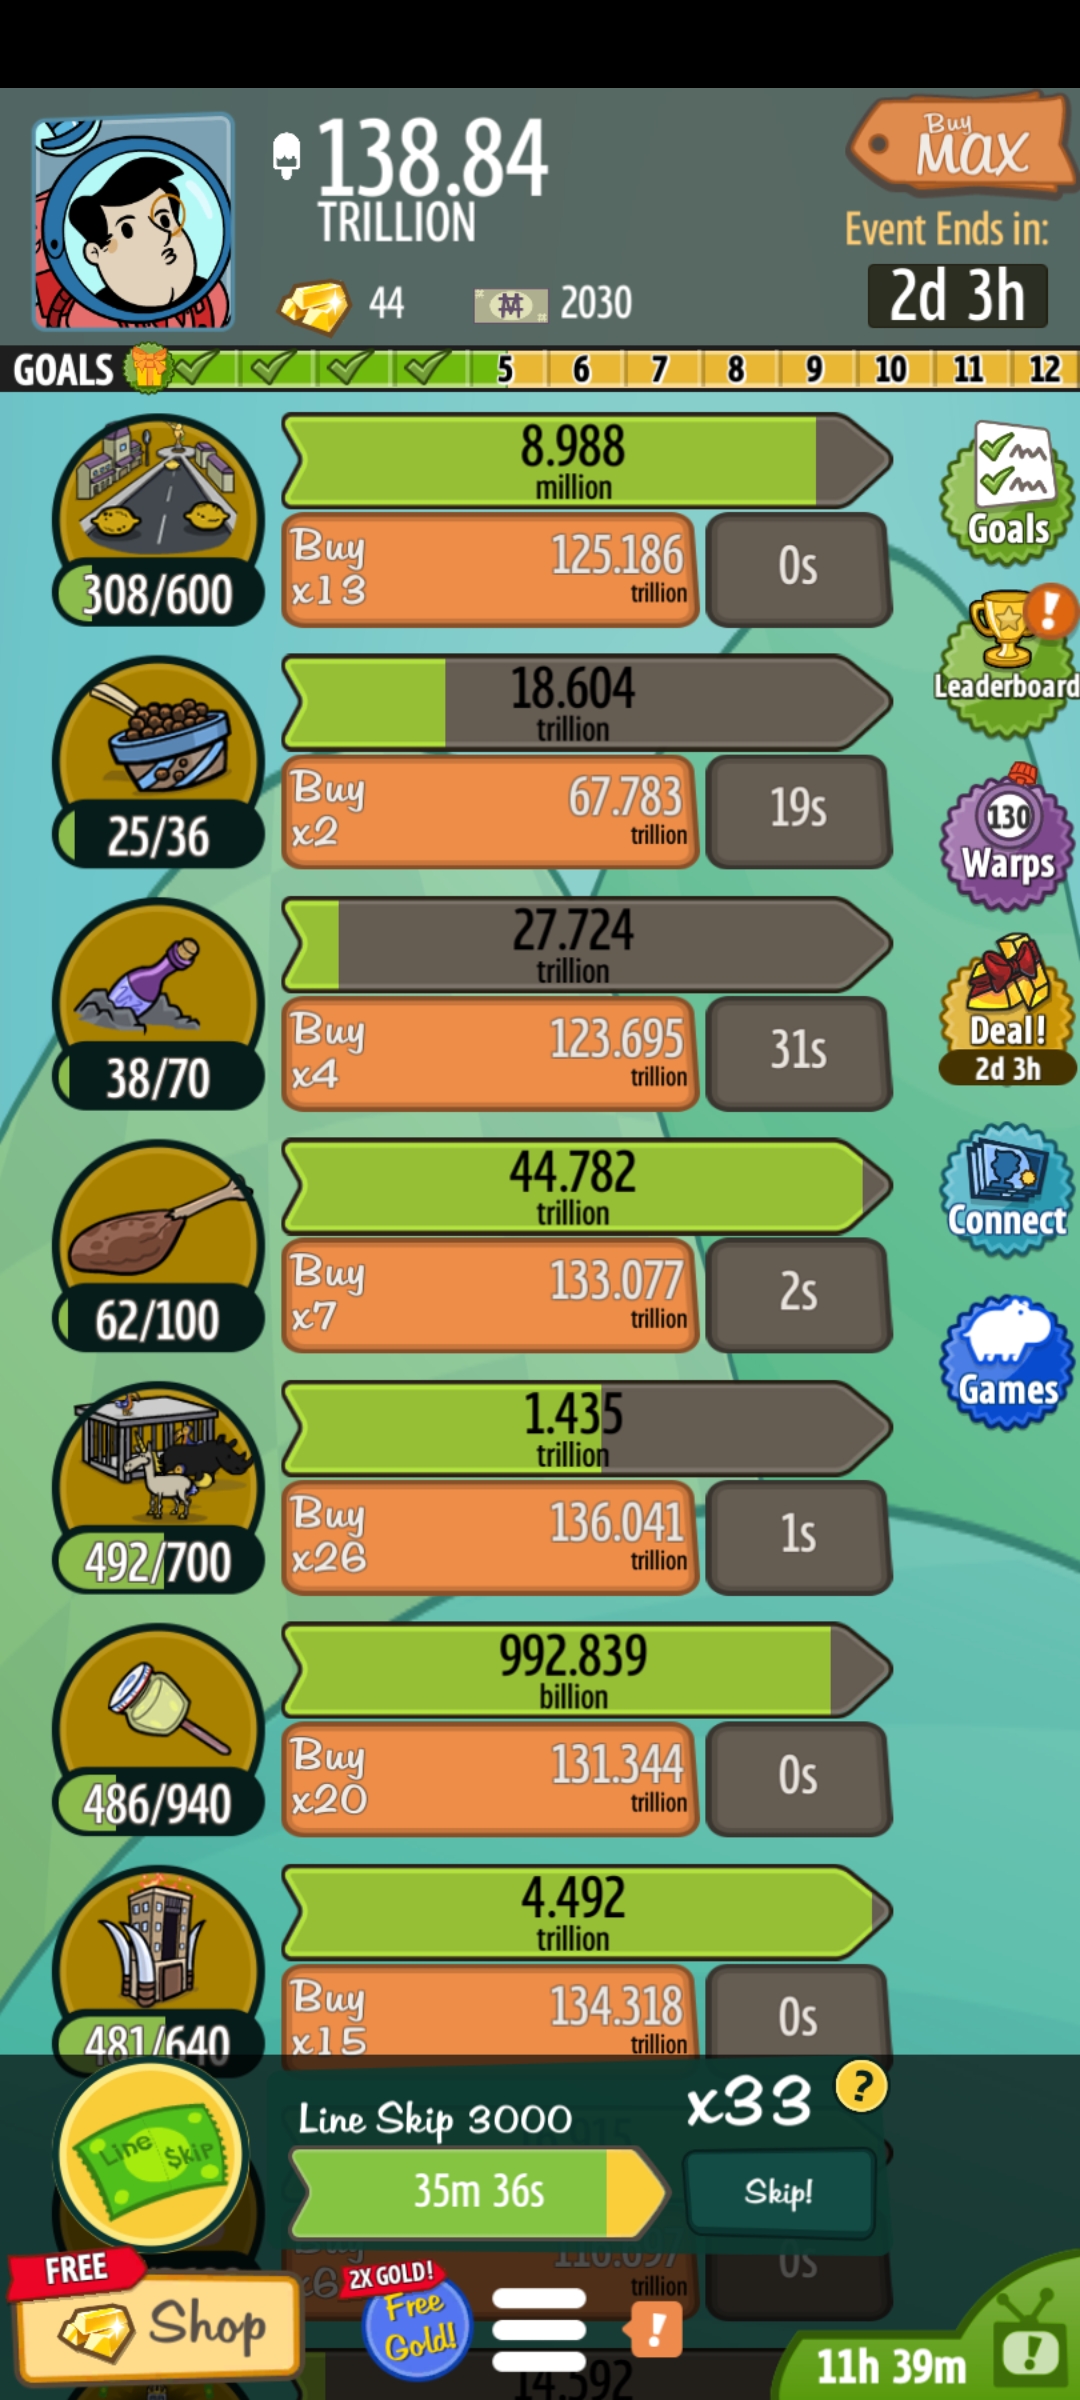 138.84
TRILLION
44
2030
Buy
MAX
Event Ends in:
2d 3h
GOALS 5 6 7 8 9 10 11 12
8.988
million
308/600
Buy
x13
125.186
trillion
0s
Goals
18.604
trillion
25/36
Buy
x2
67.783
trillion
19s
Leaderboard
130
Warps
27.724
trillion
38/70
Buy
x4
123.695
trillion
31s
Deal!
2d 3h
44.782
trillion
62/100
Buy
x7
133.077
trillion
2s
Connect
Games
1.435
trillion
492/700
Buy
x26
136.041
trillion
1s
992.839
billion
486/940
Buy
x20
131.344
trillion
0s
4.492
trillion
481/640
Buy
x15
134.318
trillion
0s
Line Skip
Line Skip 3000
x33
?
35m 36s
Skip!
Buy
x6
trillion
0s
FREE
Shop
2X GOLD!
Free
Gold!
!
14.592
11h 39m
!